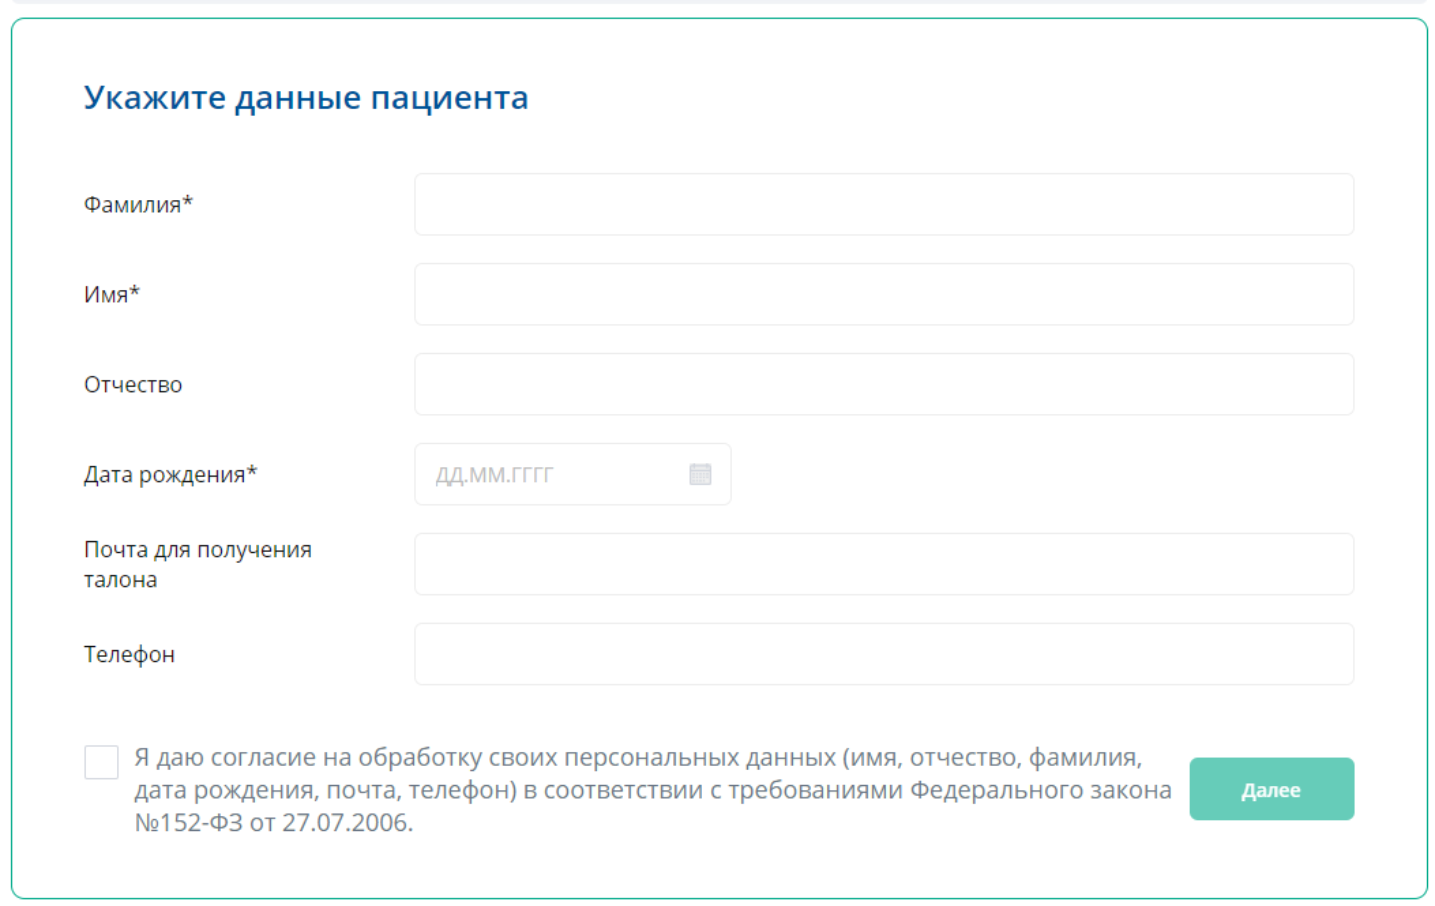 Укажите данные пациента
Фамилия*
Имя*
Отчество
Дата рождения*
ДД.ММ.ГГГГ
Почта для получения
талона
Телефон
Я даю согласие на обработку своих персональных данных (имя, отчество, фамилия,
дата рождения, почта, телефон) в соответствии с требованиями Федерального закона
№152-ФЗ от 27.07.2006.
Далее